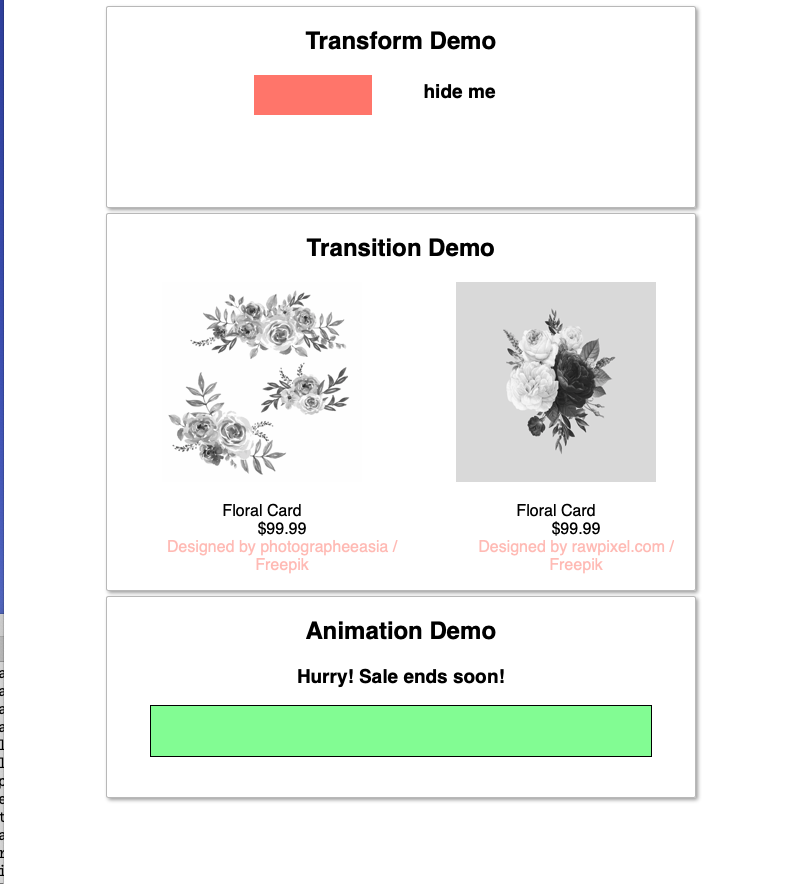 Transform Demo
hide me
Transition Demo
Floral Card
$99.99
Designed by photographeeasia /
Freepik
Floral Card
$99.99
Designed by rawpixel.com /
Freepik
Animation Demo
Hurry! Sale ends soon!